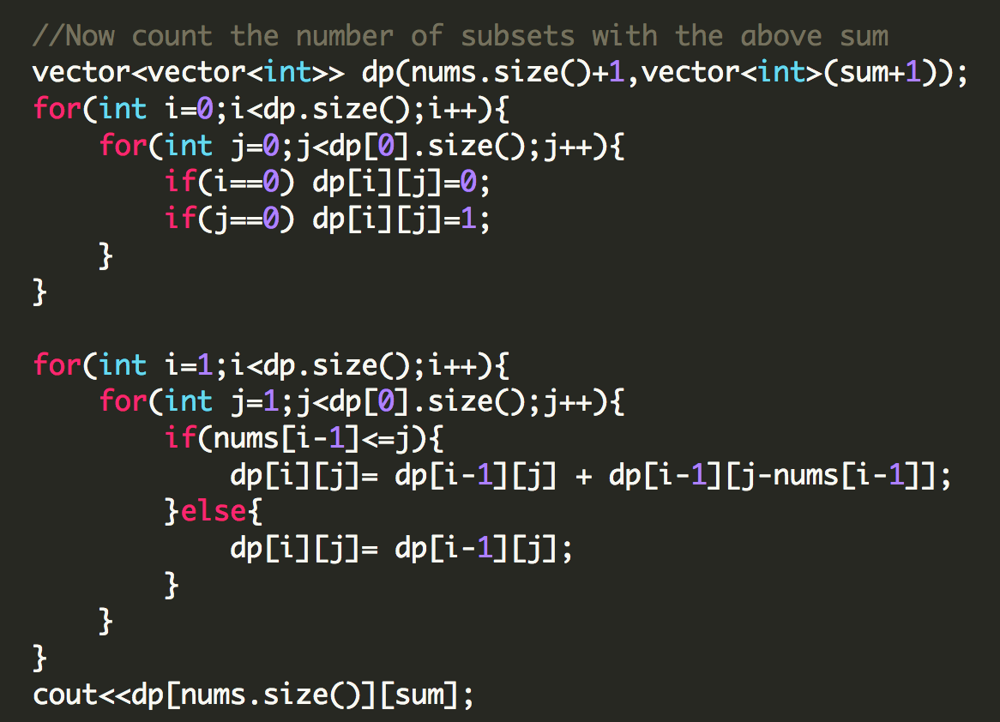 //Now count the number of subsets with the above sum
vector<vector<int>> dp(nums.size()+1,vector<int>(sum+1));
for(int i=0;i<dp.size();i++){
    for(int j=0;j<dp[0].size();j++){
        if(i==0) dp[i][j]=0;
        if(j==0) dp[i][j]=1;
    }
}

for(int i=1;i<dp.size();i++){
    for(int j=1;j<dp[0].size();j++){
        if(nums[i-1]<=j){
            dp[i][j]= dp[i-1][j] + dp[i-1][j-nums[i-1]];
        }else{
            dp[i][j]= dp[i-1][j];
        }
    }
}
cout<<dp[nums.size()][sum];